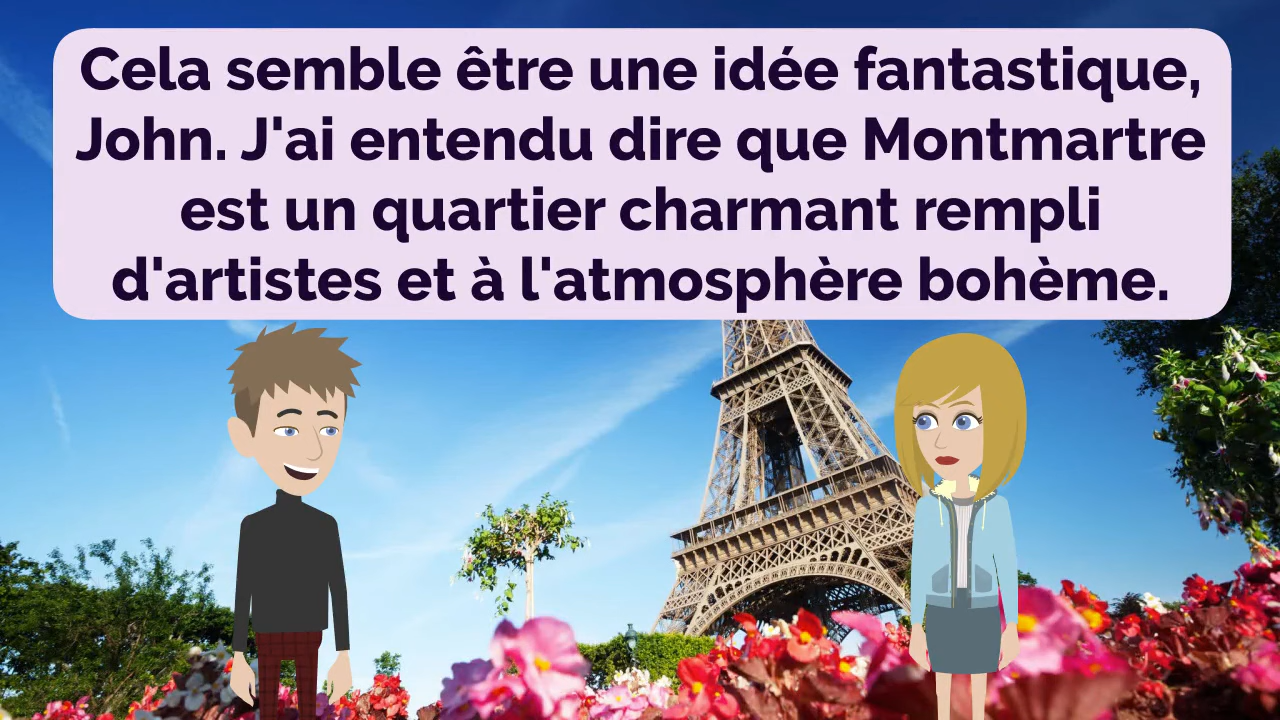 Cela semble être une idée fantastique,
John. J'ai entendu dire que Montmartre
est un quartier charmant rempli
d'artistes et à l'atmosphère bohème.